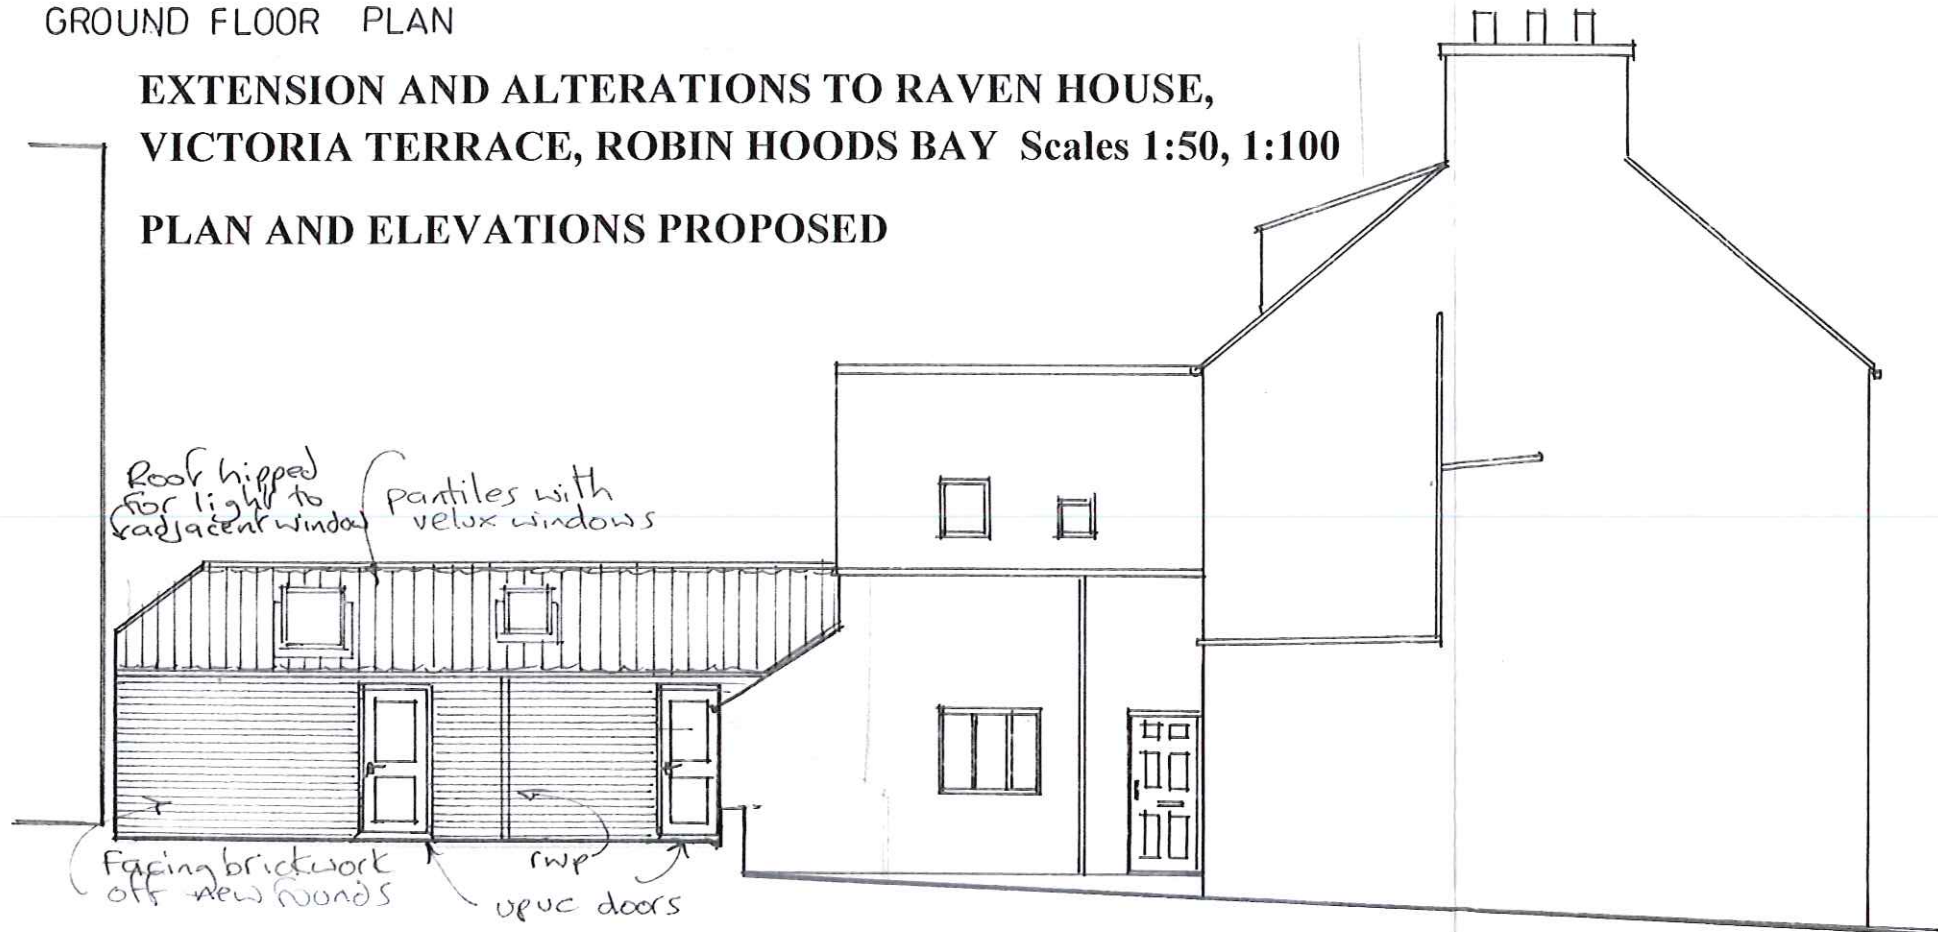 GROUND FLOOR PLAN
EXTENSION AND ALTERATIONS TO RAVEN HOUSE,
VICTORIA TERRACE, ROBIN HOODS BAY Scales 1:50, 1:100
PLAN AND ELEVATIONS PROPOSED
Roof hipped
for light to
adjacent window
pantiles with
velux windows
Facing brickwork
off new founds
rwp
upvc doors